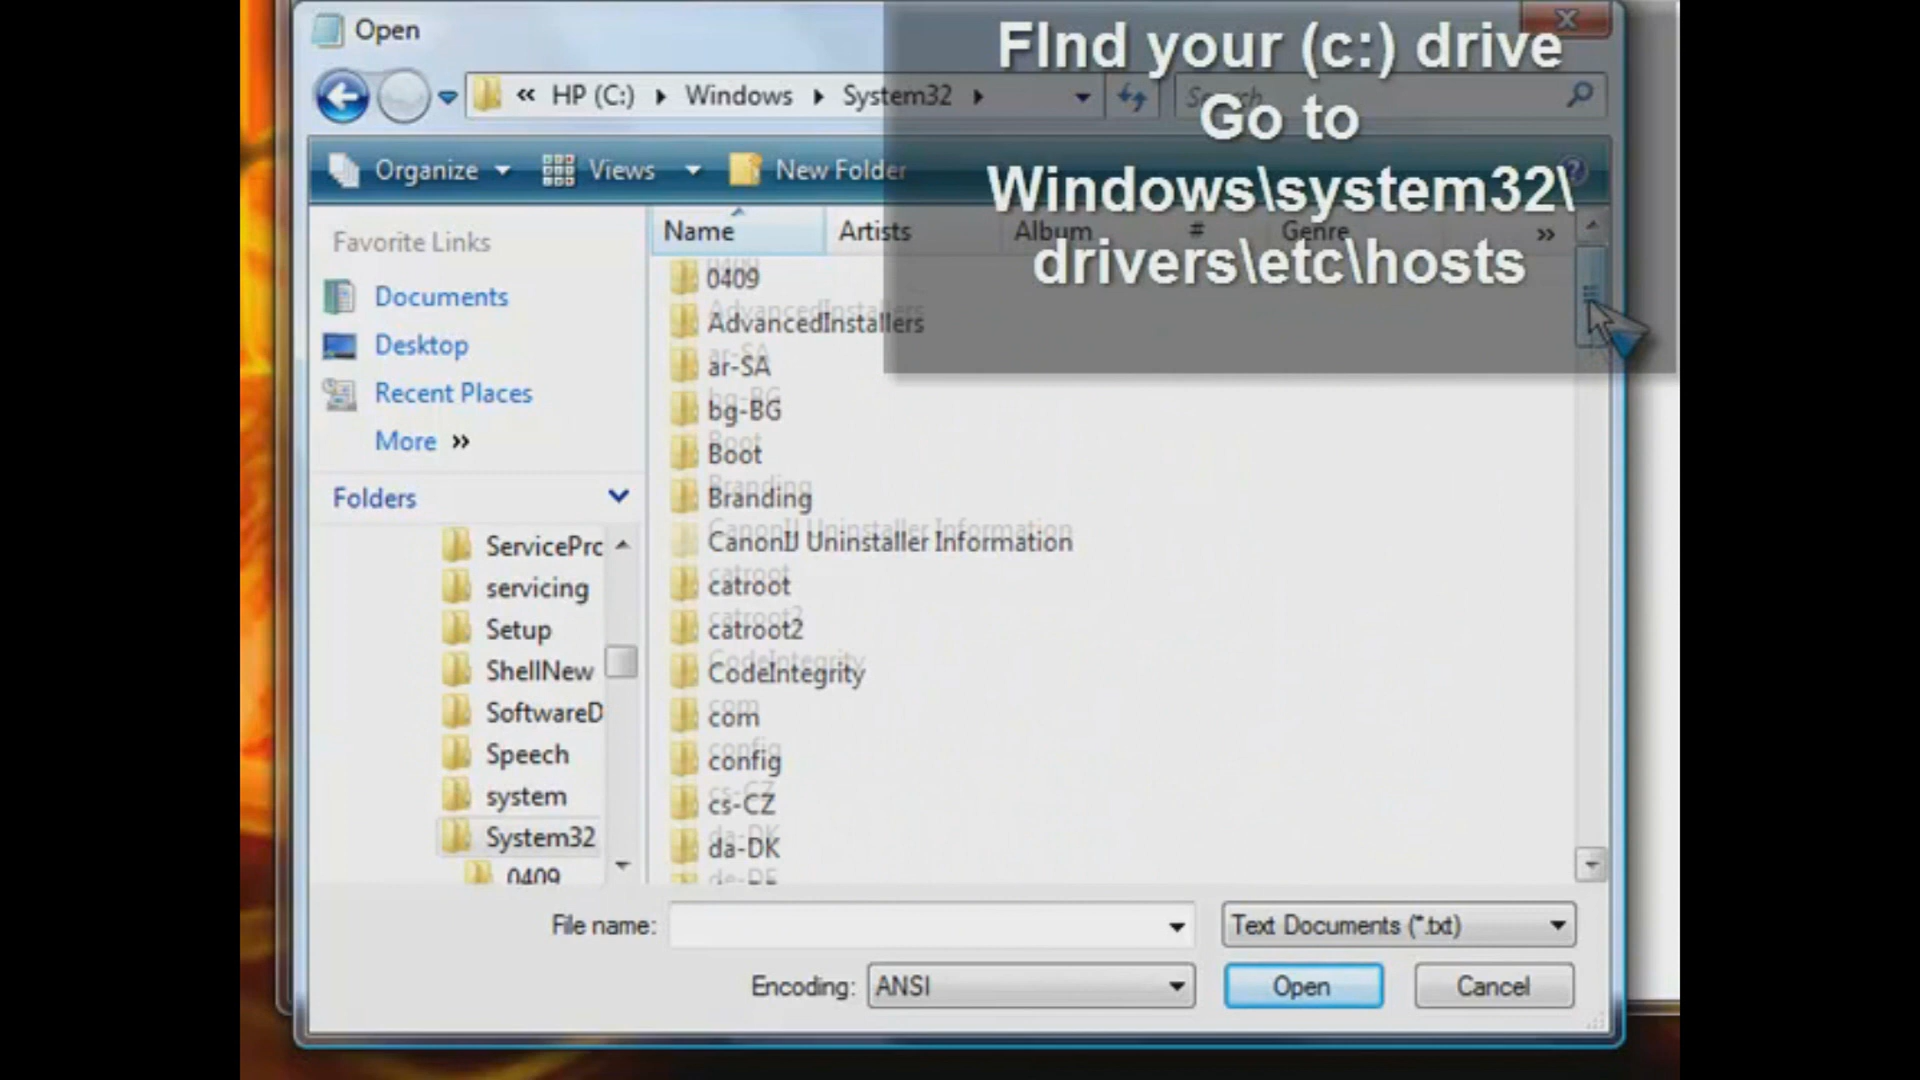 Open
FInd your (c:) drive
Go to
Windows\system32\
drivers\etc\hosts
« HP (C:) Windows System32
Search
Organize Views New Folder
Favorite Links
Documents
Desktop
Recent Places
More »
Folders
ServicePro
servicing
Setup
ShellNew
SoftwareD
Speech
system
System32
0409
Name Artists Album # Genre »
0409
AdvancedInstallers
ar-SA
bg-BG
Boot
Branding
CanonIJ Uninstaller Information
catroot
catroot2
CodeIntegrity
com
config
cs-CZ
da-DK
de-DE
File name:
Text Documents (*.txt)
Encoding: ANSI
Open Cancel